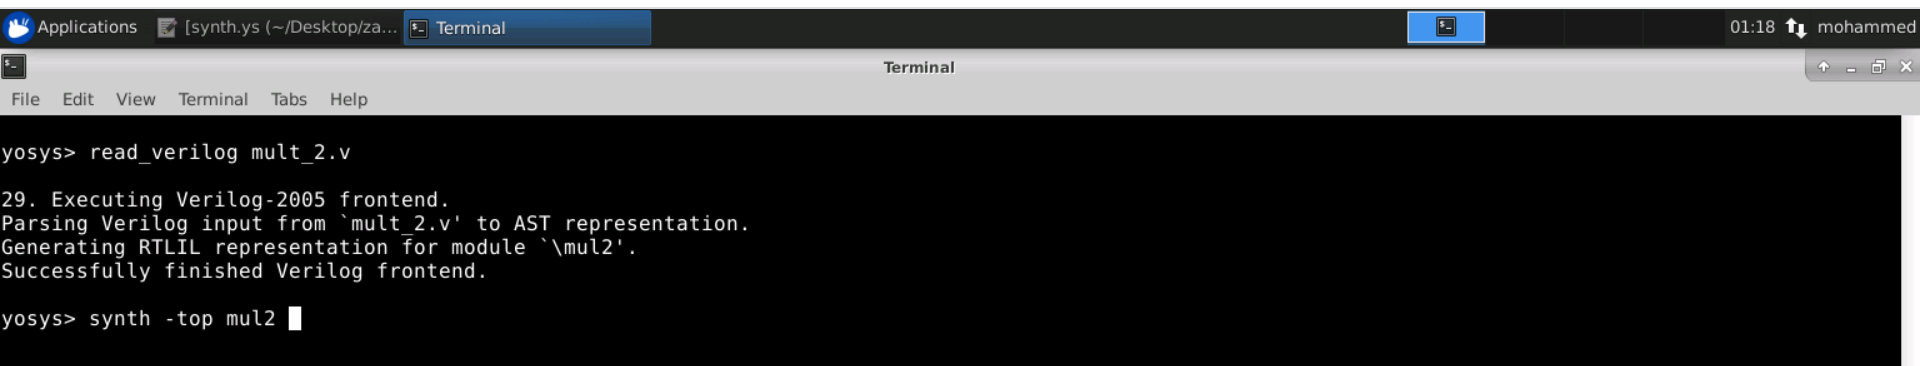 Applications [synth.ys (~/Desktop/za... Terminal 01:18 mohammed
Terminal
File Edit View Terminal Tabs Help
yosys> read_verilog mult_2.v
29. Executing Verilog-2005 frontend.
Parsing Verilog input from `mult_2.v' to AST representation.
Generating RTLIL representation for module `\mul2'.
Successfully finished Verilog frontend.
yosys> synth -top mul2